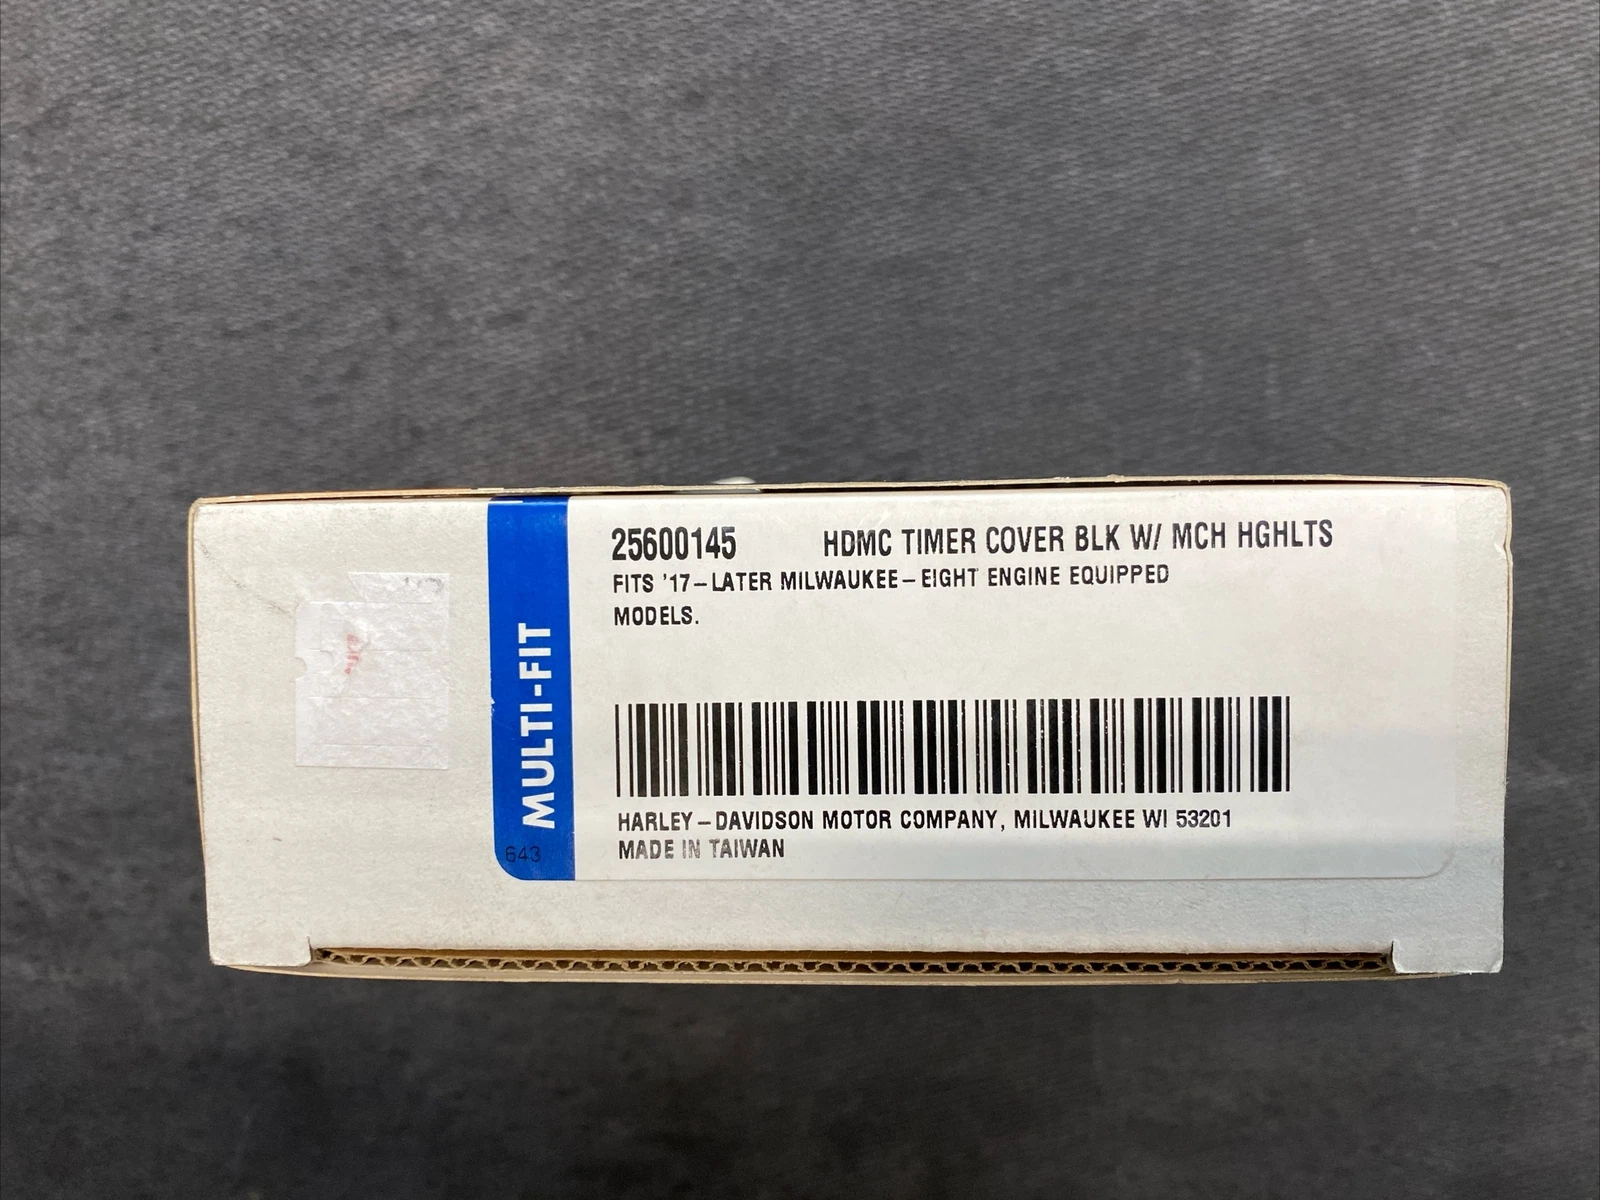 25600145 HDMC TIMER COVER BLK W/ MCH HGHLTS
FITS '17-LATER MILWAUKEE-EIGHT ENGINE EQUIPPED
MODELS.
MULTI-FIT
643
HARLEY-DAVIDSON MOTOR COMPANY, MILWAUKEE WI 53201
MADE IN TAIWAN